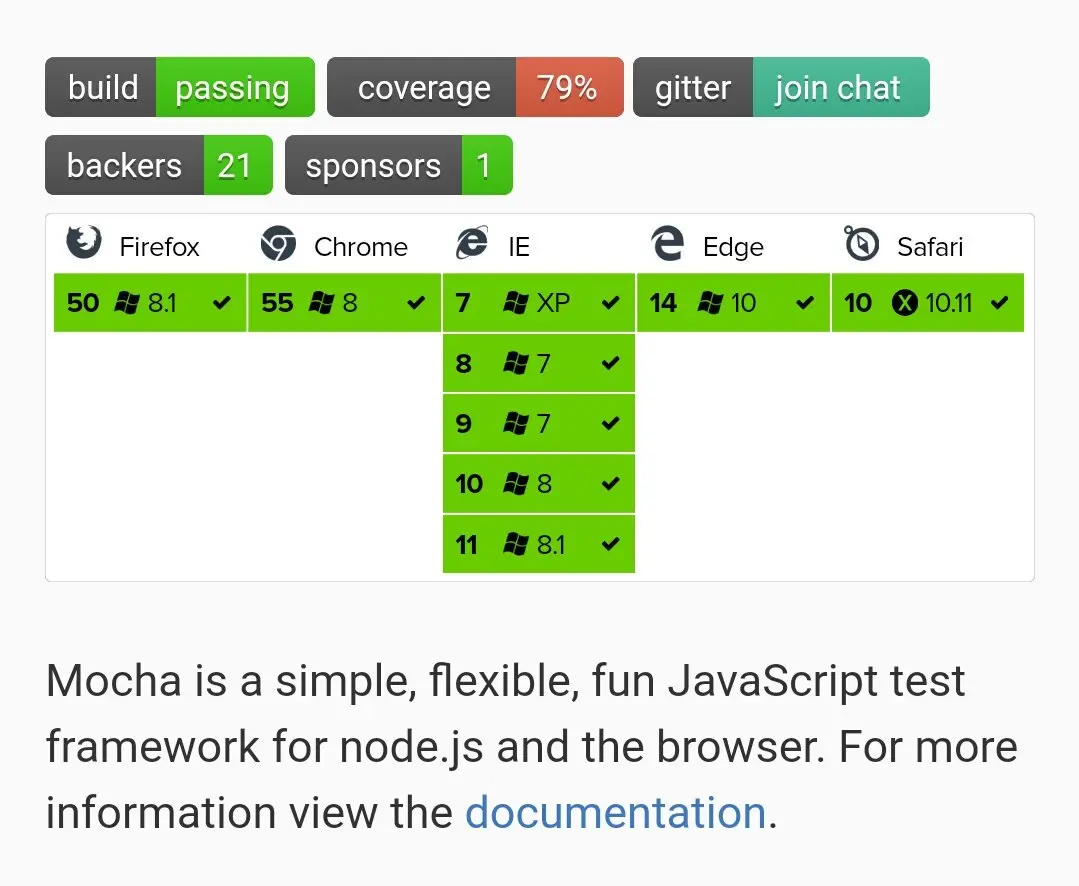 build passing coverage 79% gitter join chat
backers 21 sponsors 1
Firefox Chrome IE Edge Safari
50 8.1 55 8 7 XP 14 10 10 10.11
8 7
9 7
10 8
11 8.1
Mocha is a simple, flexible, fun JavaScript test
framework for node.js and the browser. For more
information view the documentation.